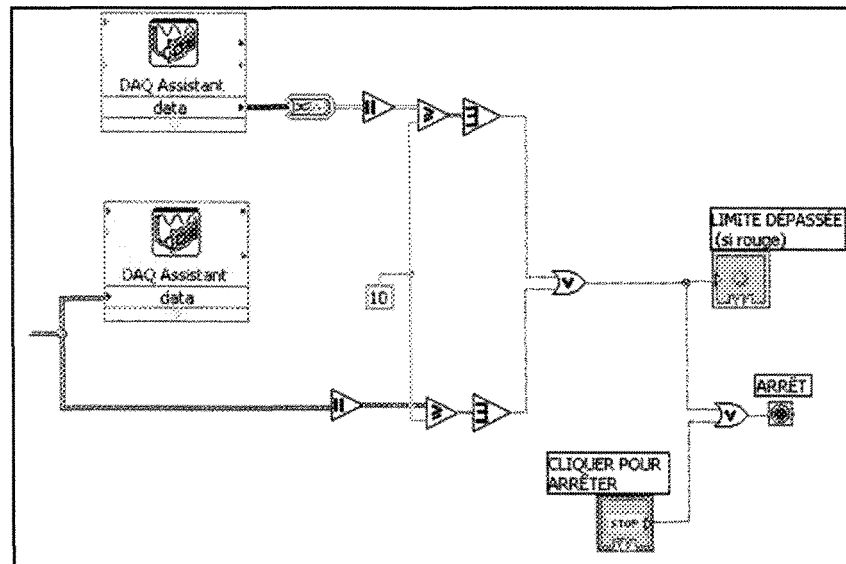 DAQ Assistant
data
DAQ Assistant
data
10
LIMITE DÉPASSÉE
(si rouge)
ARRÊT
CLIQUER POUR
ARRÊTER
STOP